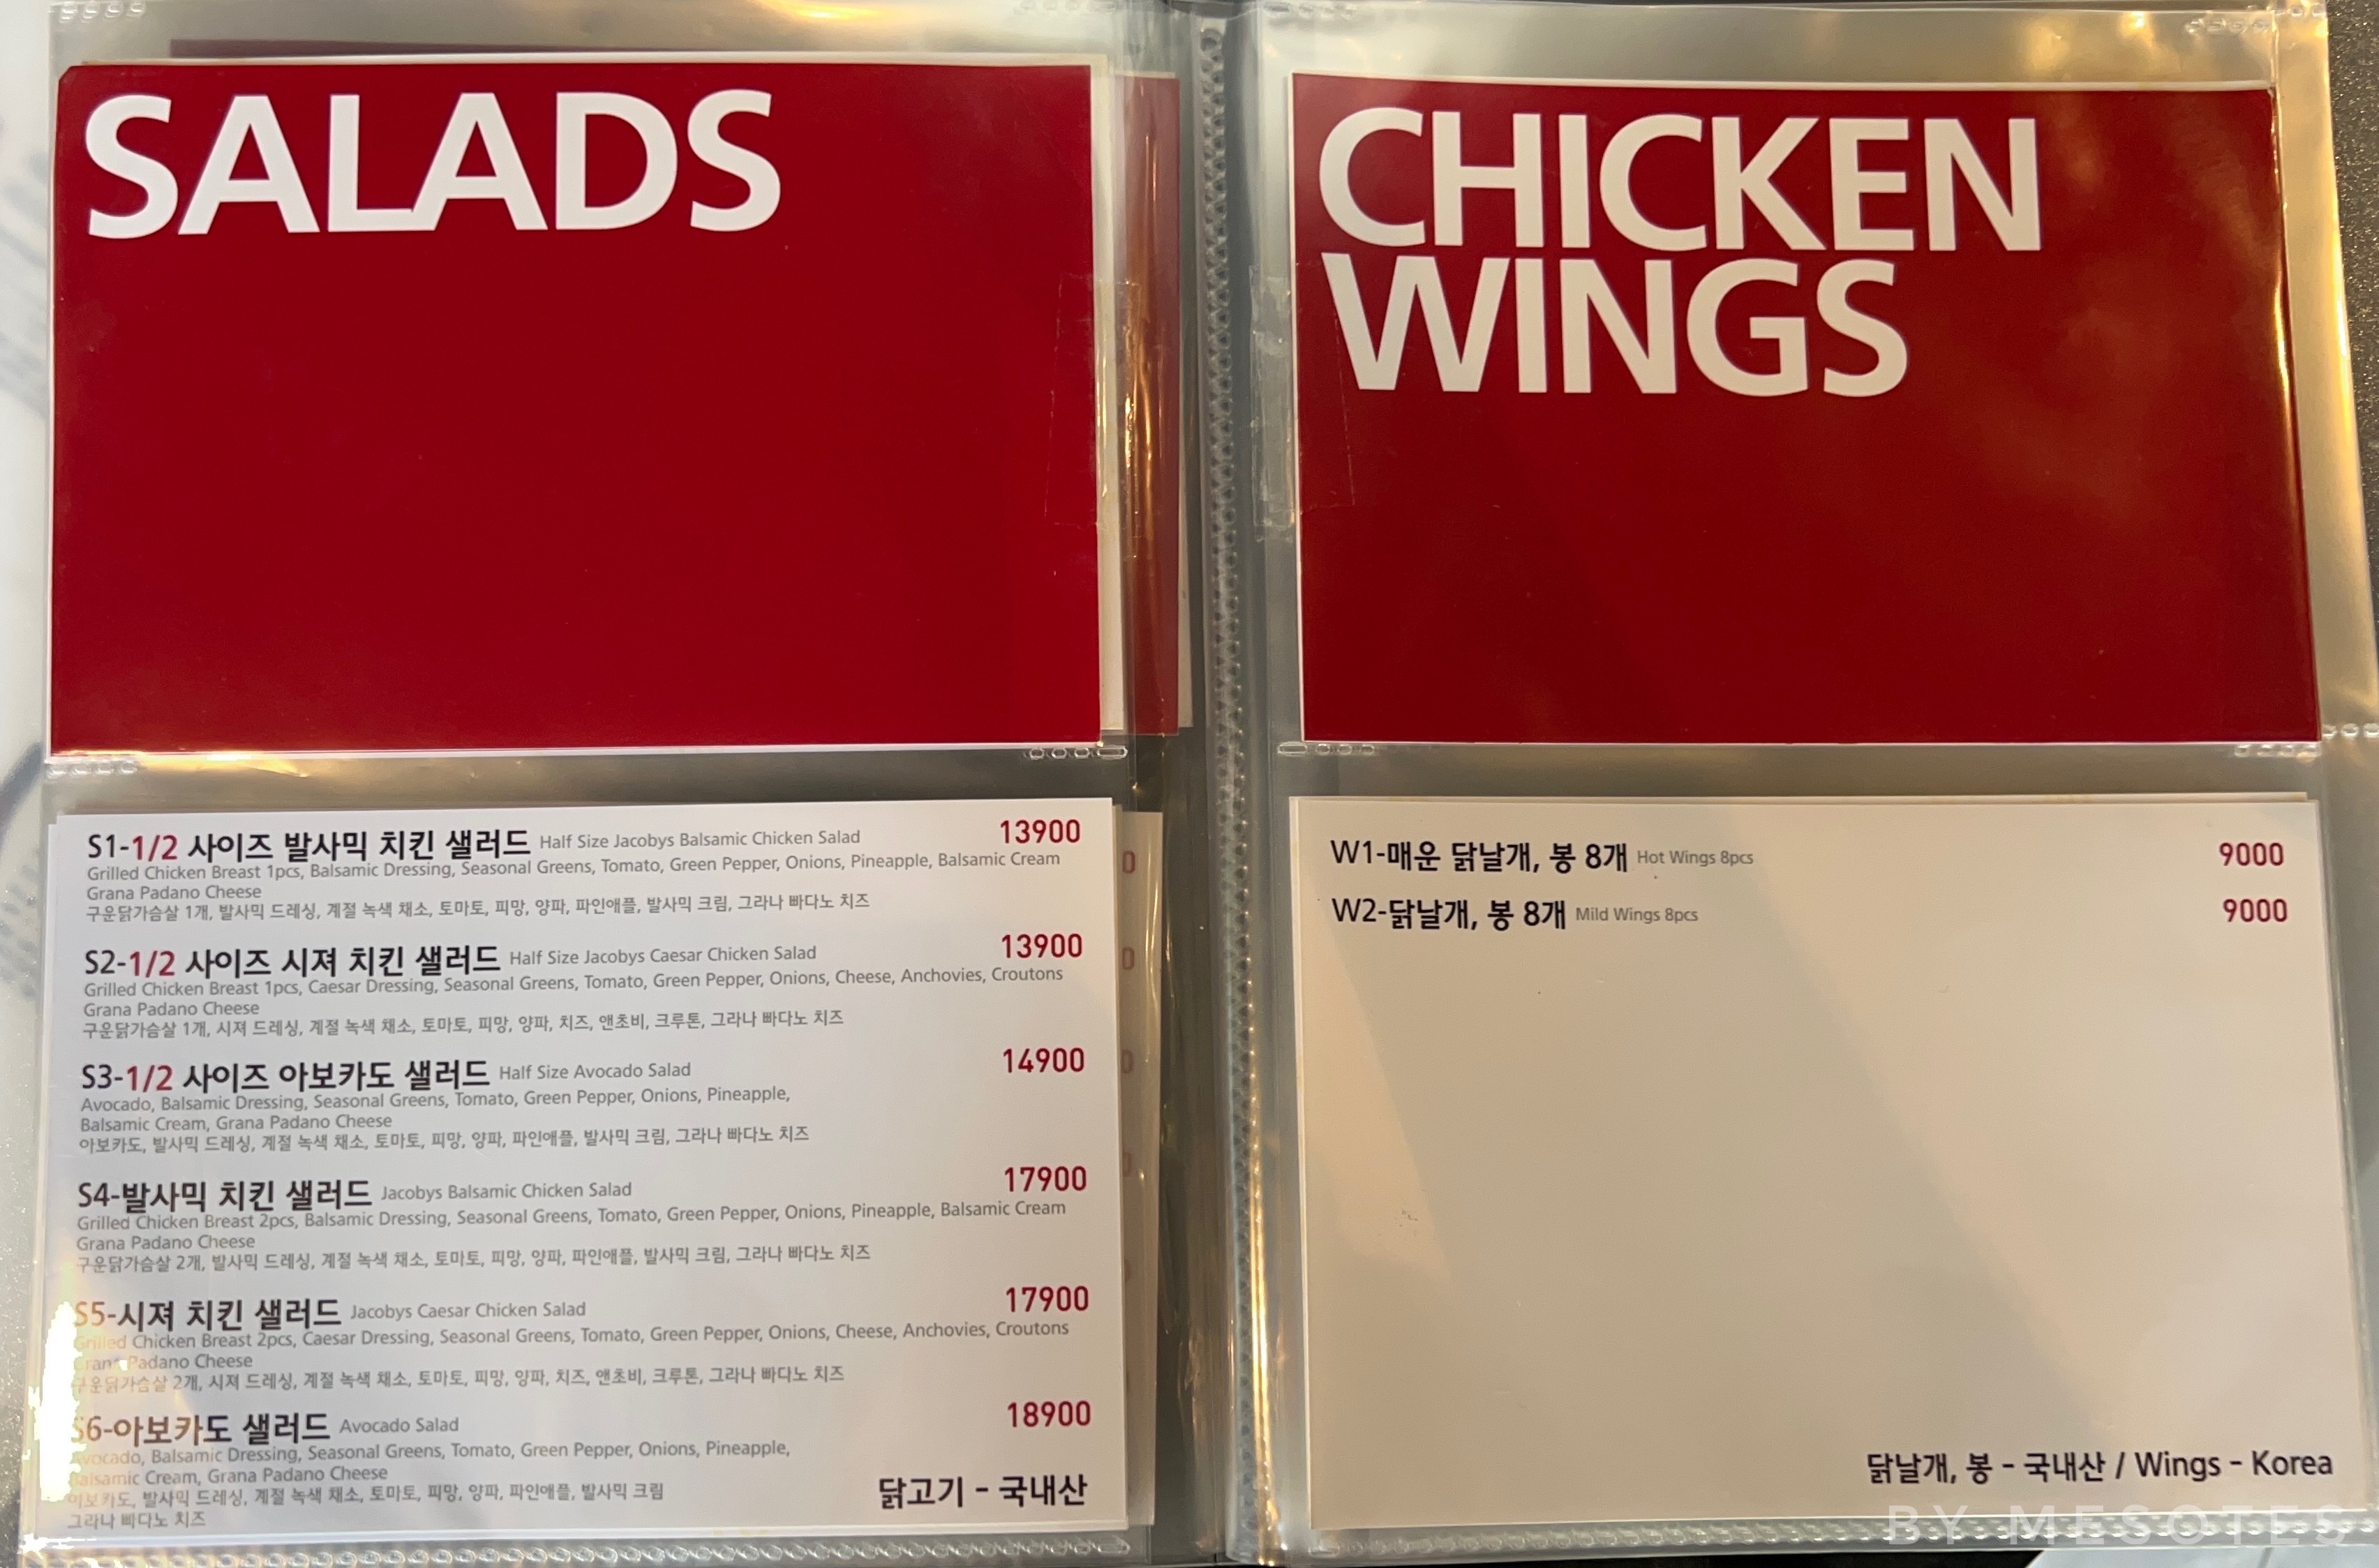 SALADS
S1-1/2 사이즈 발사믹 치킨 샐러드 Half Size Jacobys Balsamic Chicken Salad 13900
Grilled Chicken Breast 1pcs, Balsamic Dressing, Seasonal Greens, Tomato, Green Pepper, Onions, Pineapple, Balsamic Cream
Grana Padano Cheese
구운닭가슴살 1개, 발사믹 드레싱, 계절 녹색 채소, 토마토, 피망, 양파, 파인애플, 발사믹 크림, 그라나 빠다노 치즈
S2-1/2 사이즈 시져 치킨 샐러드 Half Size Jacobys Caesar Chicken Salad 13900
Grilled Chicken Breast 1pcs, Caesar Dressing, Seasonal Greens, Tomato, Green Pepper, Onions, Cheese, Anchovies, Croutons
Grana Padano Cheese
구운닭가슴살 1개, 시져 드레싱, 계절 녹색 채소, 토마토, 피망, 양파, 치즈, 앤초비, 크루톤, 그라나 빠다노 치즈
S3-1/2 사이즈 아보카도 샐러드 Half Size Avocado Salad 14900
Avocado, Balsamic Dressing, Seasonal Greens, Tomato, Green Pepper, Onions, Pineapple,
Balsamic Cream, Grana Padano Cheese
아보카도, 발사믹 드레싱, 계절 녹색 채소, 토마토, 피망, 양파, 파인애플, 발사믹 크림, 그라나 빠다노 치즈
S4-발사믹 치킨 샐러드 Jacobys Balsamic Chicken Salad 17900
Grilled Chicken Breast 2pcs, Balsamic Dressing, Seasonal Greens, Tomato, Green Pepper, Onions, Pineapple, Balsamic Cream
Grana Padano Cheese
구운닭가슴살 2개, 발사믹 드레싱, 계절 녹색 채소, 토마토, 피망, 양파, 파인애플, 발사믹 크림, 그라나 빠다노 치즈
S5-시져 치킨 샐러드 Jacobys Caesar Chicken Salad 17900
Grilled Chicken Breast 2pcs, Caesar Dressing, Seasonal Greens, Tomato, Green Pepper, Onions, Cheese, Anchovies, Croutons
Grana Padano Cheese
구운닭가슴살 2개, 시져 드레싱, 계절 녹색 채소, 토마토, 피망, 양파, 치즈, 앤초비, 크루톤, 그라나 빠다노 치즈
S6-아보카도 샐러드 Avocado Salad 18900
Avocado, Balsamic Dressing, Seasonal Greens, Tomato, Green Pepper, Onions, Pineapple,
Balsamic Cream, Grana Padano Cheese
아보카도, 발사믹 드레싱, 계절 녹색 채소, 토마토, 피망, 양파, 파인애플, 발사믹 크림
그라나 빠다노 치즈
닭고기 - 국내산
CHICKEN
WINGS
W1-매운 닭날개, 봉 8개 Hot Wings 8pcs 9000
W2-닭날개, 봉 8개 Mild Wings 8pcs 9000
닭날개, 봉 - 국내산 / Wings - Korea
BY MESOTES